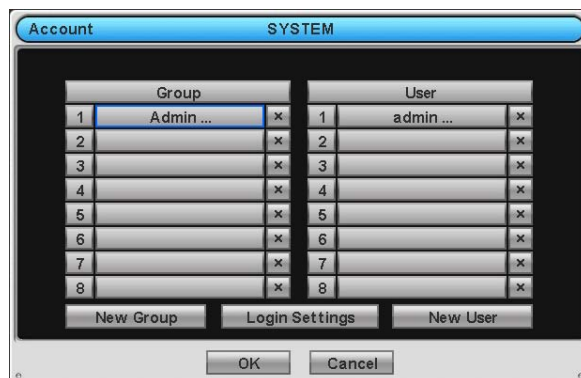 Account SYSTEM
Group User
1 Admin ... × 1 admin ... ×
2 × 2 ×
3 × 3 ×
4 × 4 ×
5 × 5 ×
6 × 6 ×
7 × 7 ×
8 × 8 ×
New Group Login Settings New User
OK Cancel